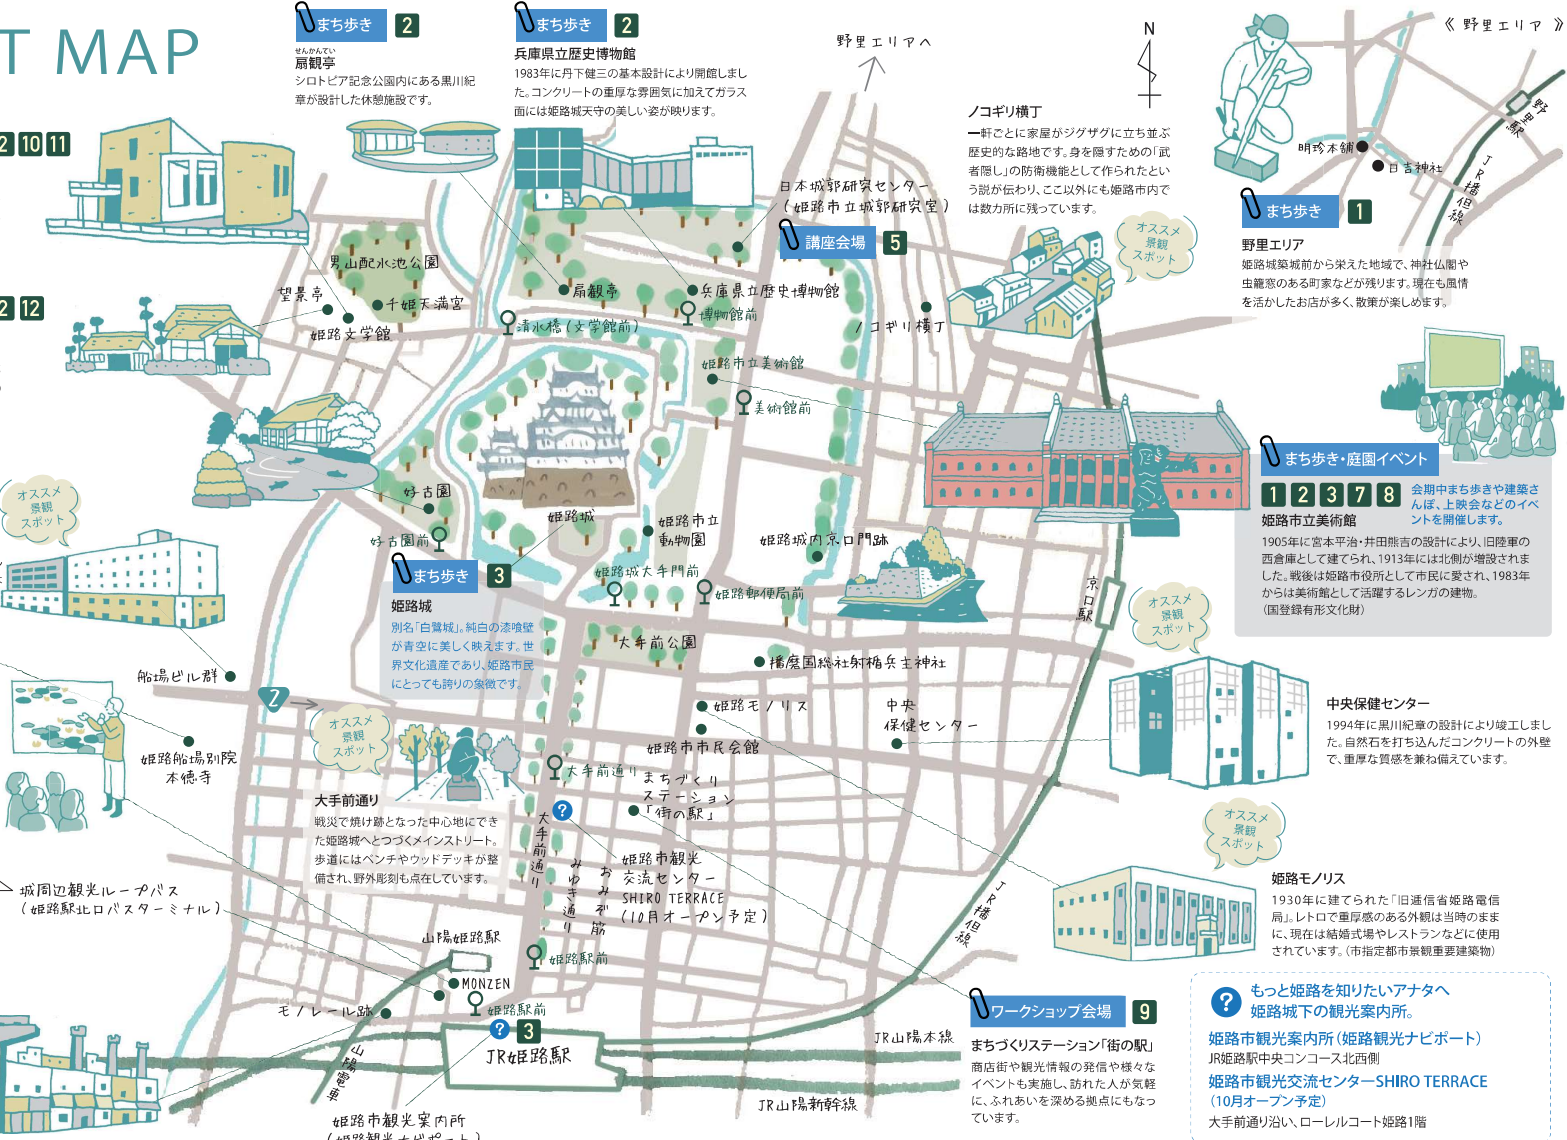 T MAP
まち歩き 2
せんかんてい
扇観亭
シロトピア記念公園内にある黒川紀
章が設計した休憩施設です。
まち歩き 2
兵庫県立歴史博物館
1983年に丹下健三の基本設計により開館しまし
た。コンクリートの重厚な雰囲気に加えてガラス
面には姫路城天守の美しい姿が映ります。
野里エリアへ
N
《 野里エリア 》
野里駅
JR播但線
明珍本舗
日吉神社
まち歩き 1
野里エリア
姫路城築城前から栄えた地域で、神社仏閣や
虫籠窓のある町家などが残ります。現在も風情
を活かしたお店が多く、散策が楽しめます。
ノコギリ横丁
一軒ごとに家屋がジグザグに立ち並ぶ
歴史的な路地です。身を隠すための「武
者隠し」の防衛機能として作られたとい
う説が伝わり、ここ以外にも姫路市内で
は数カ所に残っています。
オススメ
景観
スポット
2 10 11
2 12
日本城郭研究センター
(姫路市立城郭研究室)
講座会場 5
男山配水池公園
望景亭
千姫天満宮
姫路文学館
扇観亭
兵庫県立歴史博物館
博物館前
清水橋(文学館前)
ノコギリ横丁
姫路市立美術館
美術館前
好古園
好古園前
姫路城
姫路市立
動物園
姫路城内京口門跡
姫路城大手門前
姫路郵便局前
京口駅
まち歩き 3
姫路城
別名「白鷺城」。純白の漆喰壁
が青空に美しく映えます。世
界文化遺産であり、姫路市民
にとっても誇りの象徴です。
まち歩き・庭園イベント
1 2 3 7 8
会期中まち歩きや建築さ
んぽ、上映会などのイベ
ントを開催します。
姫路市立美術館
1905年に宮本平治・井田熊吉の設計により、旧陸軍の
西倉庫として建てられ、1913年には北側が増設されま
した。戦後は姫路市役所として市民に愛され、1983年
からは美術館として活躍するレンガの建物。
(国登録有形文化財)
オススメ
景観
スポット
大手前公園
播磨国総社射楯兵主神社
船場ビル群
2
姫路モノリス
姫路市市民会館
中央
保健センター
オススメ
景観
スポット
中央保健センター
1994年に黒川紀章の設計により竣工しまし
た。自然石を打ち込んだコンクリートの外壁
で、重厚な質感を兼ね備えています。
姫路船場別院
本徳寺
オススメ
景観
スポット
大手前通り
戦災で焼け跡となった中心地にでき
た姫路城へとつづくメインストリート。
歩道にはベンチやウッドデッキが整
備され、野外彫刻も点在しています。
大手前通り
まちづくり
ステーション
「街の駅」
?
大手前通り
みゆき通り
おみぞ筋
姫路市観光
交流センター
SHIRO TERRACE
(10月オープン予定)
オススメ
景観
スポット
姫路モノリス
1930年に建てられた「旧逓信省姫路電信
局」。レトロで重厚感のある外観は当時のまま
に、現在は結婚式場やレストランなどに使用
されています。(市指定都市景観重要建築物)
城周辺観光ループバス
(姫路駅北口バスターミナル)
山陽姫路駅
姫路駅前
MONZEN
姫路駅前
モノレール跡
? 3
JR姫路駅
山陽電車
JR播但線
JR山陽本線
JR山陽新幹線
姫路市観光案内所
(姫路観光ナビポート)
ワークショップ会場 9
まちづくりステーション「街の駅」
商店街や観光情報の発信や様々な
イベントも実施し、訪れた人が気軽
に、ふれあいを深める拠点にもなっ
ています。
? もっと姫路を知りたいアナタへ
姫路城下の観光案内所。
姫路市観光案内所(姫路観光ナビポート)
JR姫路駅中央コンコース北西側
姫路市観光交流センターSHIRO TERRACE
(10月オープン予定)
大手前通り沿い、ローレルコート姫路1階